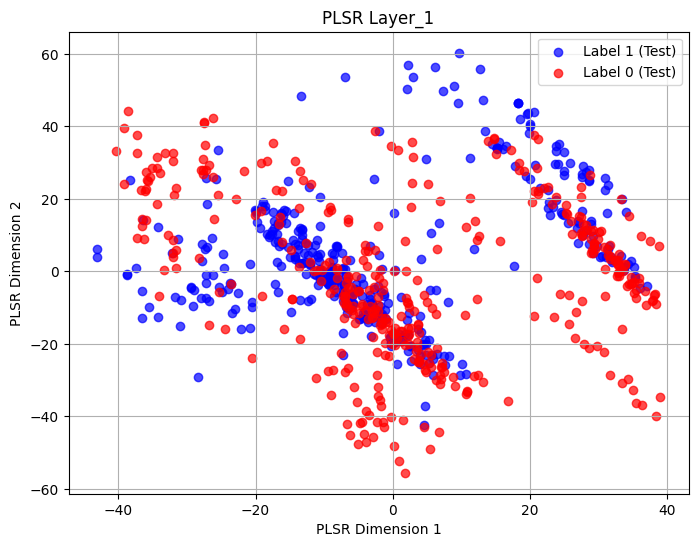 PLSR Layer_1
Label 1 (Test)
Label 0 (Test)
PLSR Dimension 2
60
40
20
0
−20
−40
−60
−40
−20
0
20
40
PLSR Dimension 1